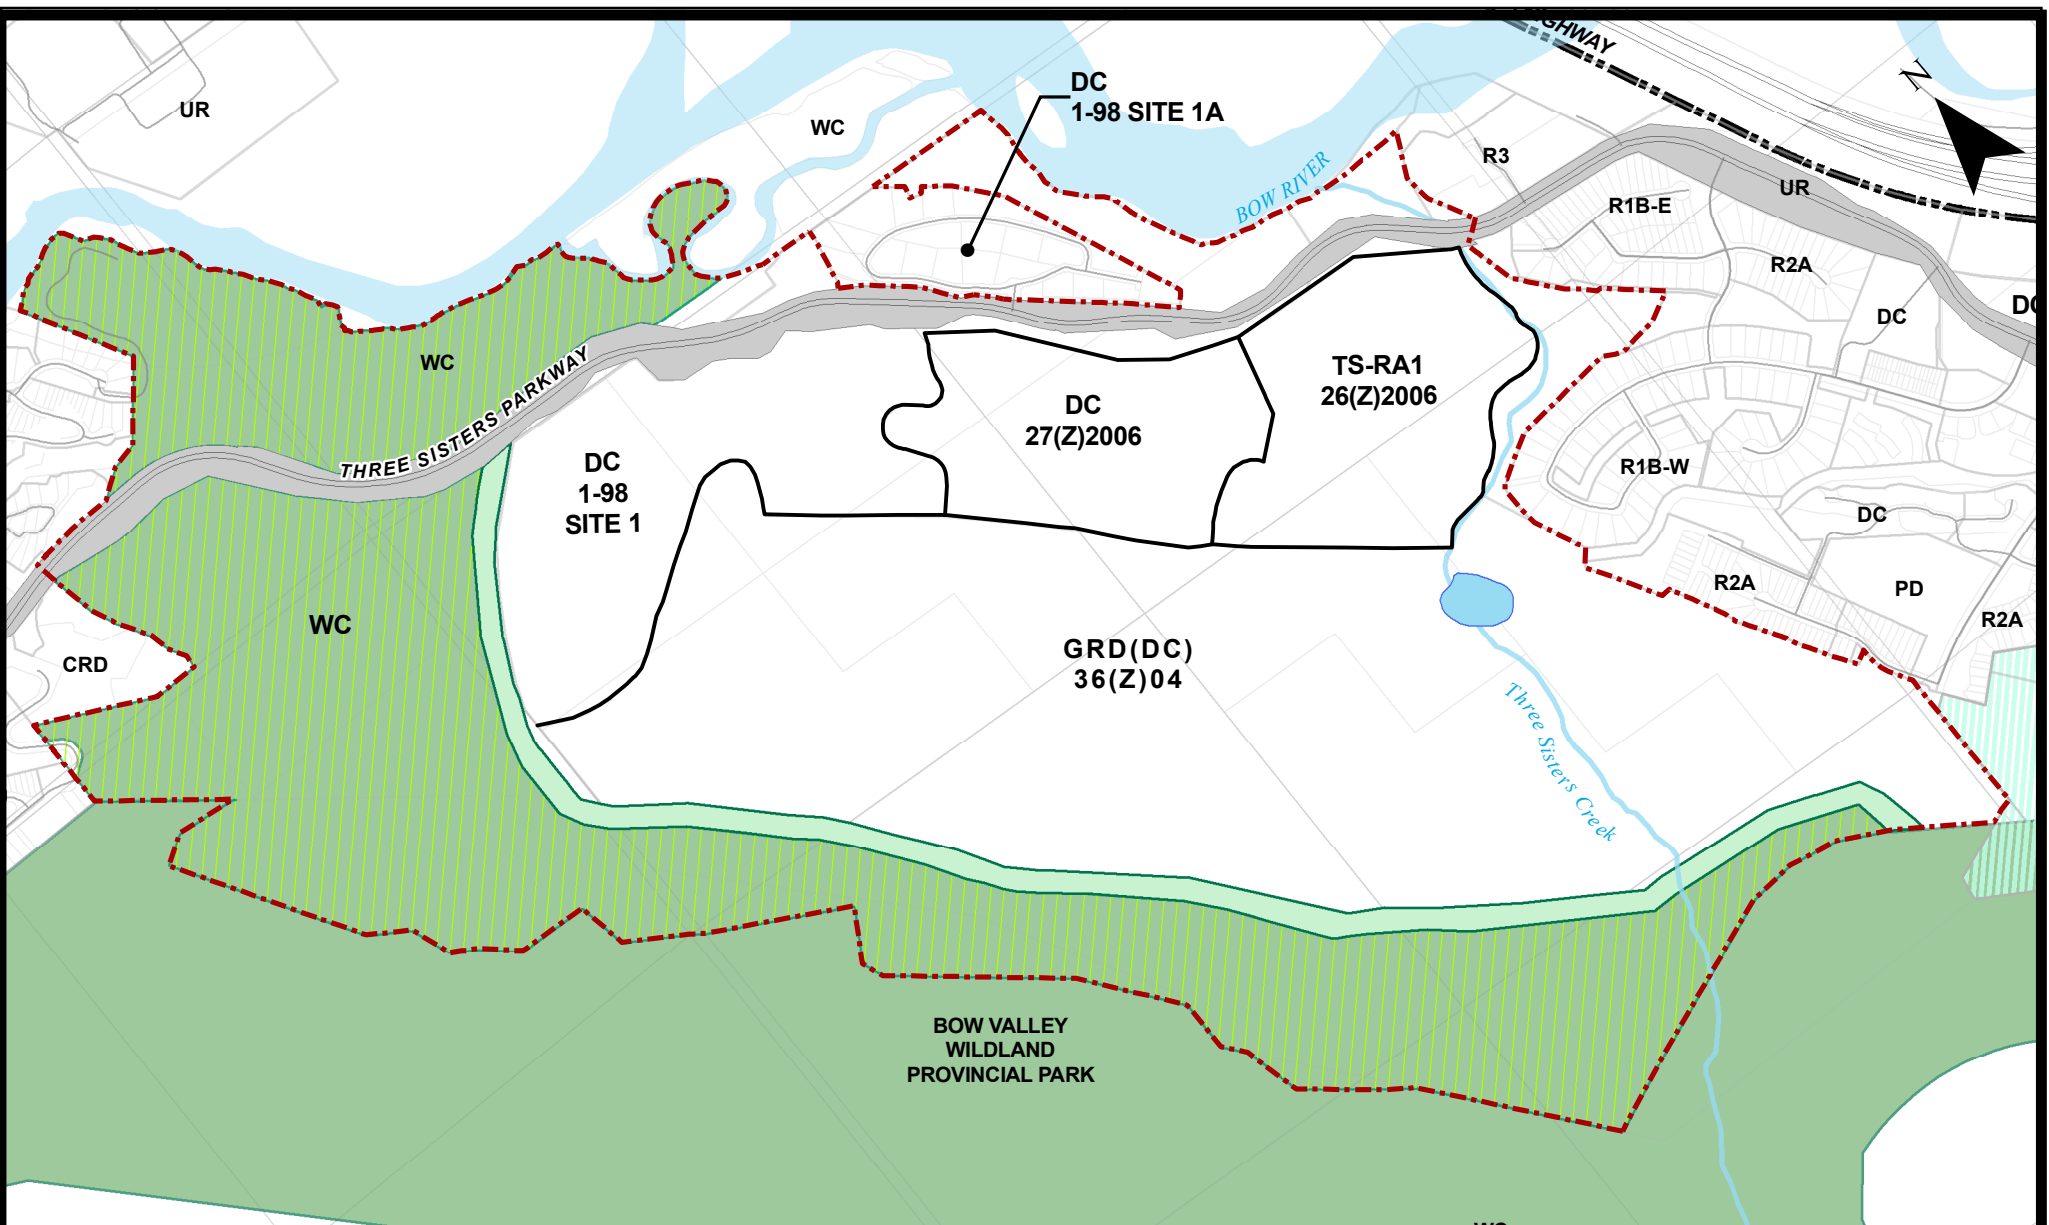 HIGHWAY
N
UR
DC
1-98 SITE 1A
WC
R3
BOW RIVER
UR
R1B-E
R2A
DC
DC
WC
THREE SISTERS PARKWAY
TS-RA1
26(Z)2006
DC
27(Z)2006
DC
1-98
SITE 1
R1B-W
DC
R2A
PD
R2A
WC
CRD
GRD(DC)
36(Z)04
Three Sisters Creek
BOW VALLEY
WILDLAND
PROVINCIAL PARK